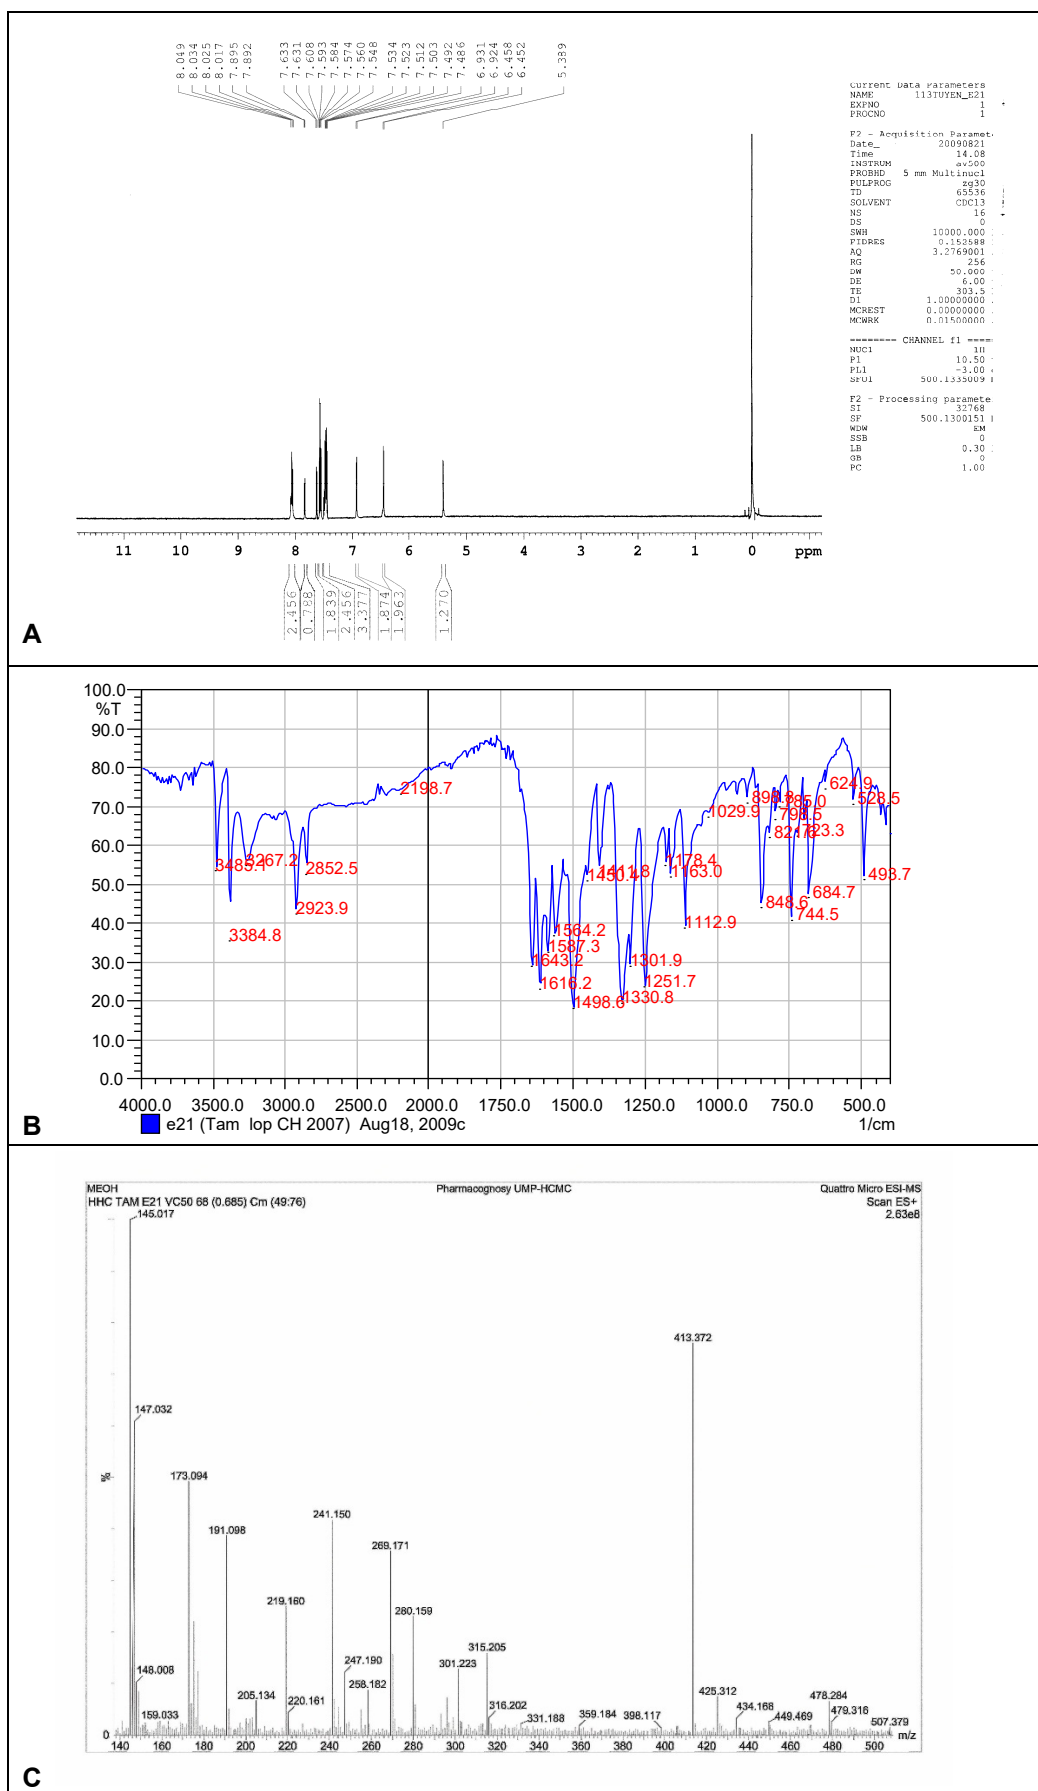 8.049 8.034 8.025 8.017 7.895 7.892 7.633 7.631 7.608 7.593 7.584 7.574 7.560 7.548 7.534 7.523 7.512 7.503 7.492 7.486 6.931 6.924 6.458 6.452 5.389
Current Data Parameters
NAME 113TUYEN_E21
EXPNO 1
PROCNO 1
F2 - Acquisition Paramet
Date_ 20090821
Time 14.08
INSTRUM av500
PROBHD 5 mm Multinucl
PULPROG zg30
TD 65536
SOLVENT CDCl3
NS 16
DS 0
SWH 10000.000
FIDRES 0.152588
AQ 3.2769001
RG 256
DW 50.000
DE 6.00
TE 303.5
D1 1.00000000
MCREST 0.00000000
MCWRK 0.01500000
======== CHANNEL f1 ====
NUC1 1H
P1 10.50
PL1 -3.00
SFO1 500.1335009
F2 - Processing paramete
SI 32768
SF 500.1300151
WDW EM
SSB 0
LB 0.30
GB 0
PC 1.00
11 10 9 8 7 6 5 4 3 2 1 0 ppm
2.456 0.788 1.839 2.456 3.377 1.874 1.963 1.270
A
100.0
%T
90.0
80.0
70.0
60.0
50.0
40.0
30.0
20.0
10.0
0.0
3485.1
3384.8
3267.2
2923.9
2852.5
2198.7
1643.2
1616.2
1587.3
1564.2
1498.6
1450.4
1411.8
1330.8
1301.9
1251.7
1178.4
1163.0
1112.9
1029.9
848.6
744.5
723.3
684.7
624.9
528.5
493.7
4000.0 3500.0 3000.0 2500.0 2000.0 1750.0 1500.0 1250.0 1000.0 750.0 500.0
e21 (Tam lop CH 2007) Aug18, 2009c 1/cm
B
MEOH Pharmacognosy UMP-HCMC Quattro Micro ESI-MS
HHC TAM E21 VC50 68 (0.685) Cm (49:76) Scan ES+
2.63e8
145.017
413.372
147.032
173.094
191.098
241.150
269.171
219.160
280.159
315.205
247.190
301.223
148.008
258.182
205.134
220.161
159.033
316.202
331.188
359.184
398.117
425.312
434.168
449.469
478.284
479.316
507.379
%
0
140 160 180 200 220 240 260 280 300 320 340 360 380 400 420 440 460 480 500 m/z
C